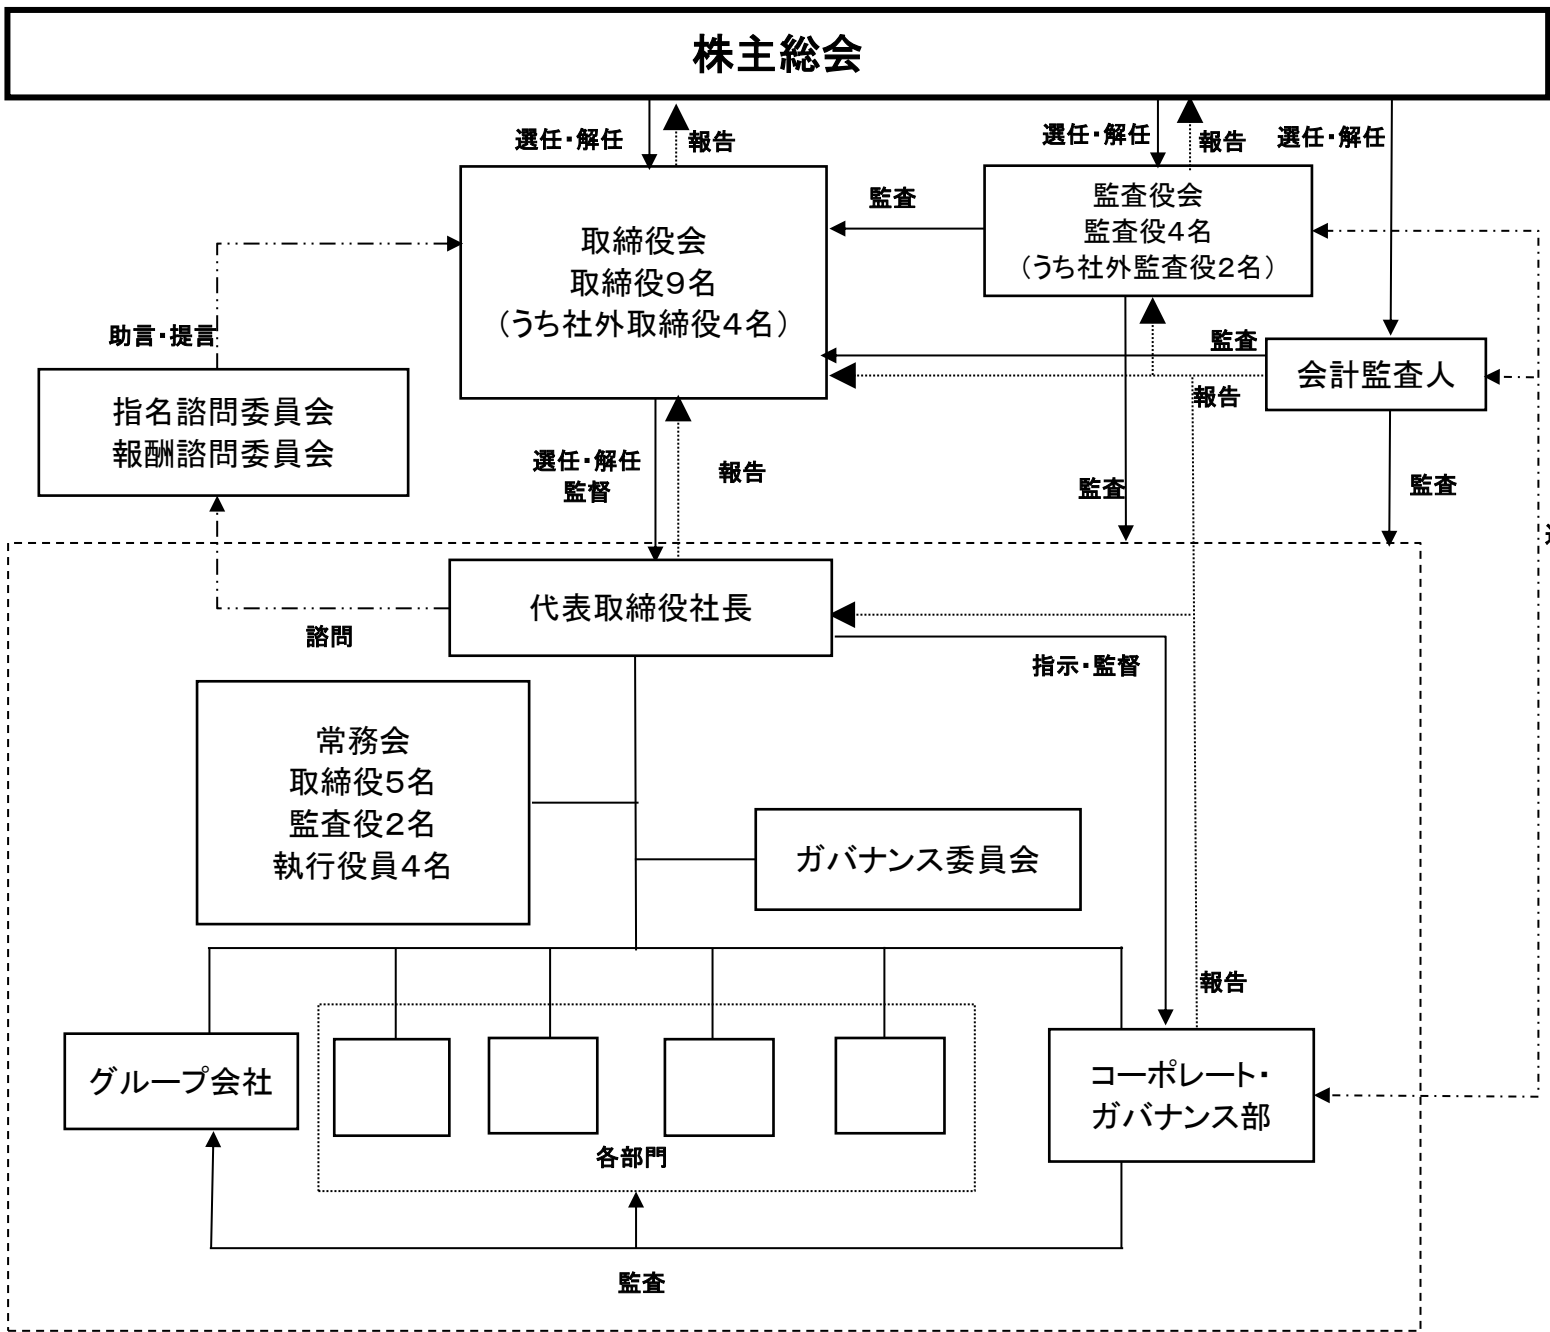 株主総会
選任・解任
報告
選任・解任
報告
選任・解任
取締役会
取締役9名
(うち社外取締役4名)
監査
監査役会
監査役4名
(うち社外監査役2名)
助言・提言
監査
会計監査人
報告
指名諮問委員会
報酬諮問委員会
選任・解任
監督
報告
監査
監査
代表取締役社長
諮問
指示・監督
常務会
取締役5名
監査役2名
執行役員4名
ガバナンス委員会
報告
グループ会社
各部門
コーポレート・
ガバナンス部
監査